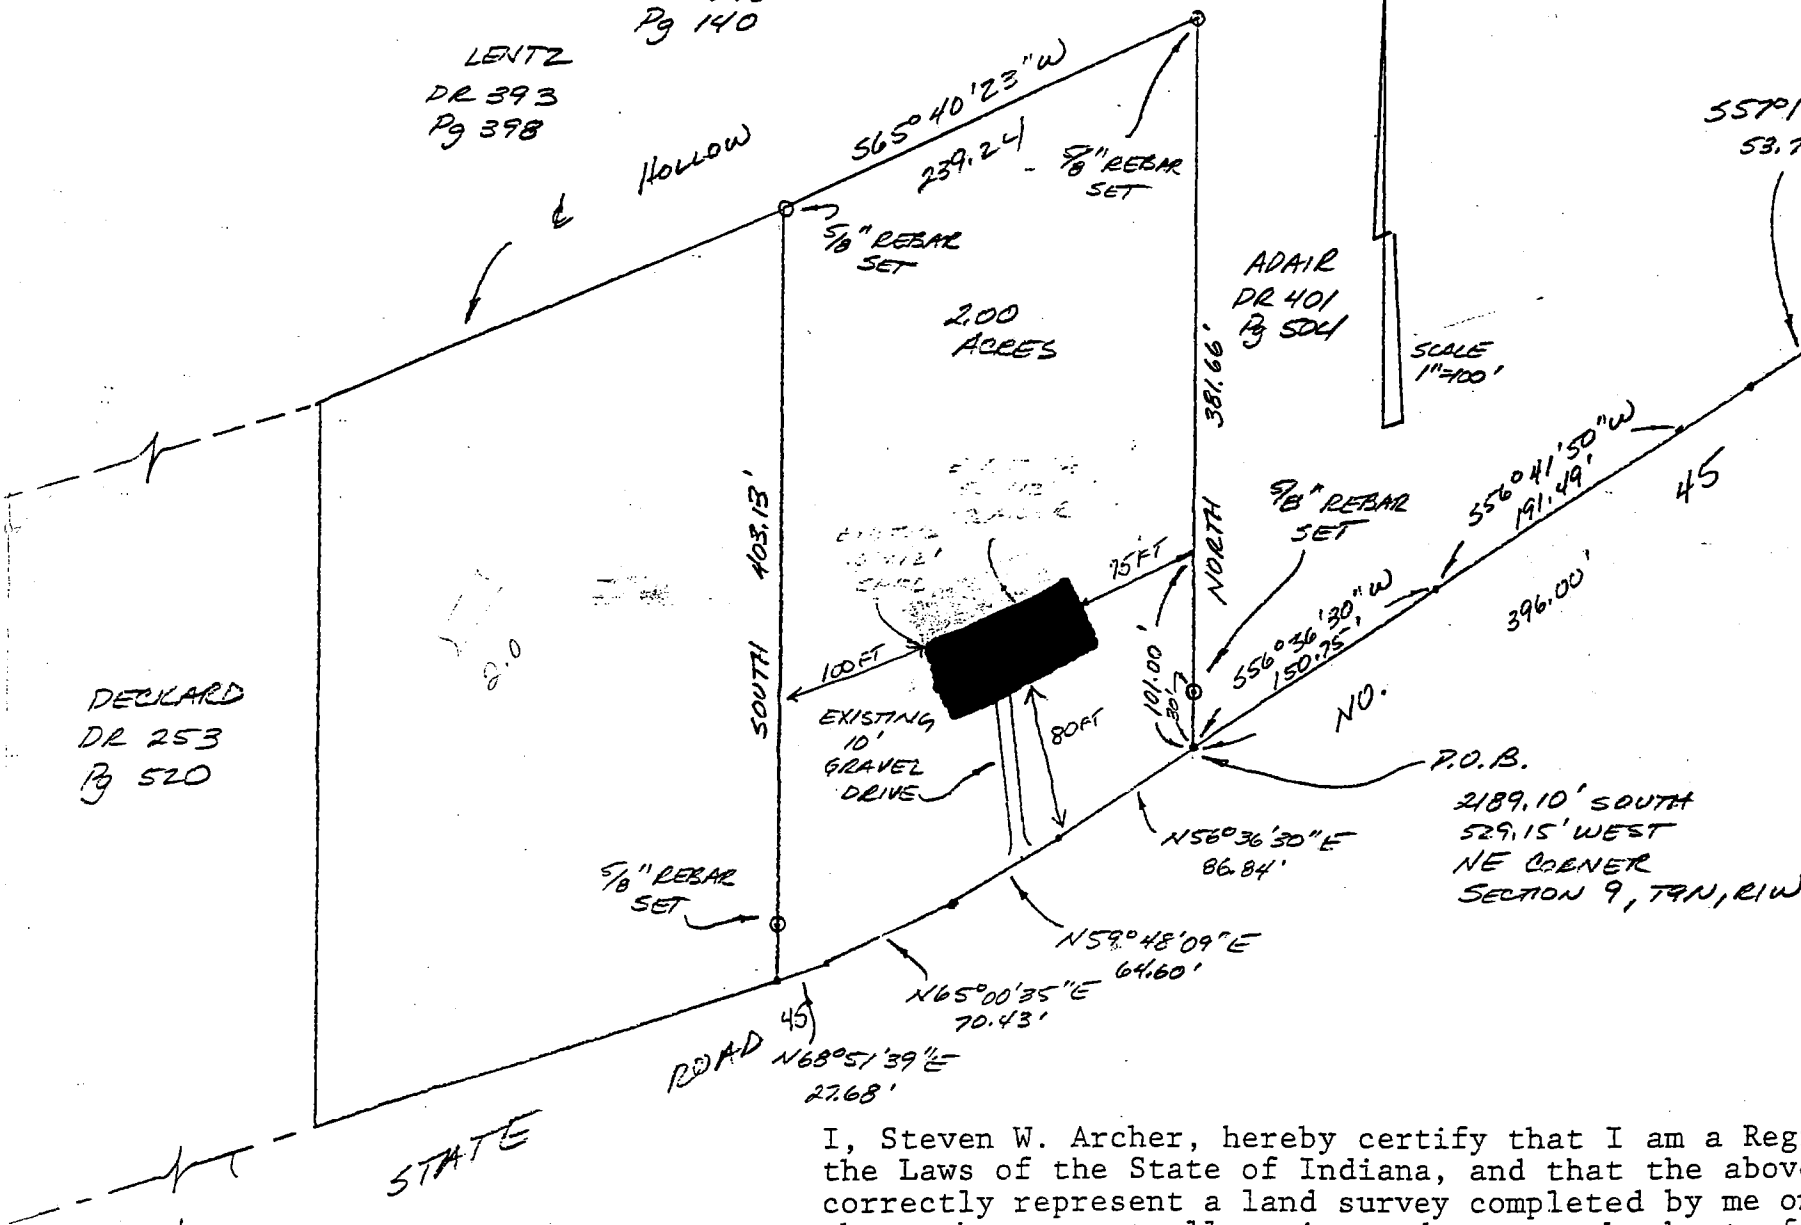 Pg 140
LENTZ
DR 393
Pg 398
℄ HOLLOW
S65°40'23"W
239.24
5/8" REBAR
SET
5/8" REBAR
SET
2.00
ACRES
ADAIR
DR 401
Pg 504
SCALE
1"=100'
53.7
381.66'
NORTH
403.13'
SOUTH
S56°41'50"W
191.49'
45
5/8" REBAR
SET
S56°36'30"W
150.75'
396.00'
NO.
75FT
100FT
80FT
101.00'
30'
EXISTING
10'
GRAVEL
DRIVE
2.0
DECKARD
DR 253
Pg 520
P.O.B.
2189.10' SOUTH
529.15' WEST
NE CORNER
SECTION 9, T9N, R1W
N56°36'30"E
86.84'
5/8" REBAR
SET
N59°48'09"E
64.60'
N65°00'35"E
70.43'
45
N68°51'39"E
27.68'
ROAD
STATE
I, Steven W. Archer, hereby certify that I am a Reg
the Laws of the State of Indiana, and that the abov
correctly represent a land survey completed by me o